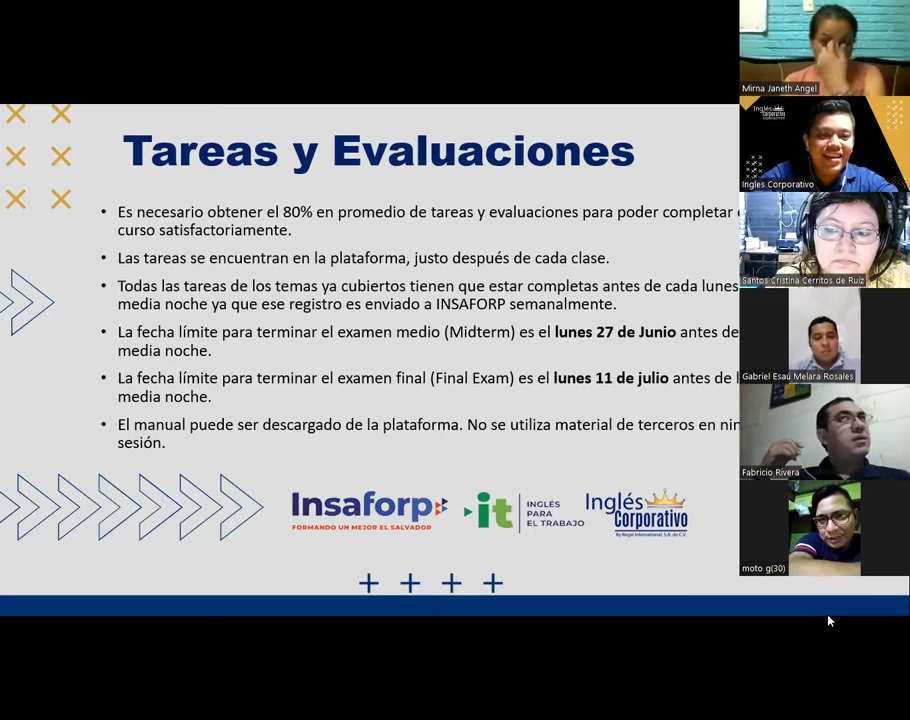 Tareas y Evaluaciones
• Es necesario obtener el 80% en promedio de tareas y evaluaciones para poder completar
curso satisfactoriamente.
• Las tareas se encuentran en la plataforma, justo después de cada clase.
• Todas las tareas de los temas ya cubiertos tienen que estar completas antes de cada lunes
media noche ya que ese registro es enviado a INSAFORP semanalmente.
• La fecha límite para terminar el examen medio (Midterm) es el lunes 27 de Junio antes de
media noche.
• La fecha límite para terminar el examen final (Final Exam) es el lunes 11 de julio antes de
media noche.
• El manual puede ser descargado de la plataforma. No se utiliza material de terceros en
sesión.
Insaforp
FORMANDO UN MEJOR EL SALVADOR
it
INGLÉS
PARA
EL TRABAJO
Inglés
Corporativo
By Regal International, S.A. de C.V.
Mirna Janeth Angel
Inglés
Corporativo
Ingles Corporativo
Santos Cristina Cerritos de Ruiz
Gabriel Esaú Melara Rosales
Fabricio Rivera
moto g(30)